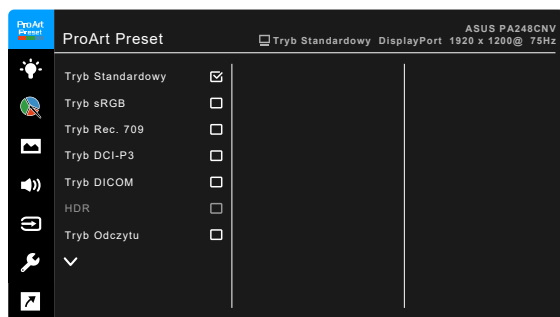 ProArt
Preset
ProArt Preset
ASUS PA248CNV
Tryb Standardowy DisplayPort 1920 x 1200@ 75Hz
Tryb Standardowy
Tryb sRGB
Tryb Rec. 709
Tryb DCI-P3
Tryb DICOM
HDR
Tryb Odczytu